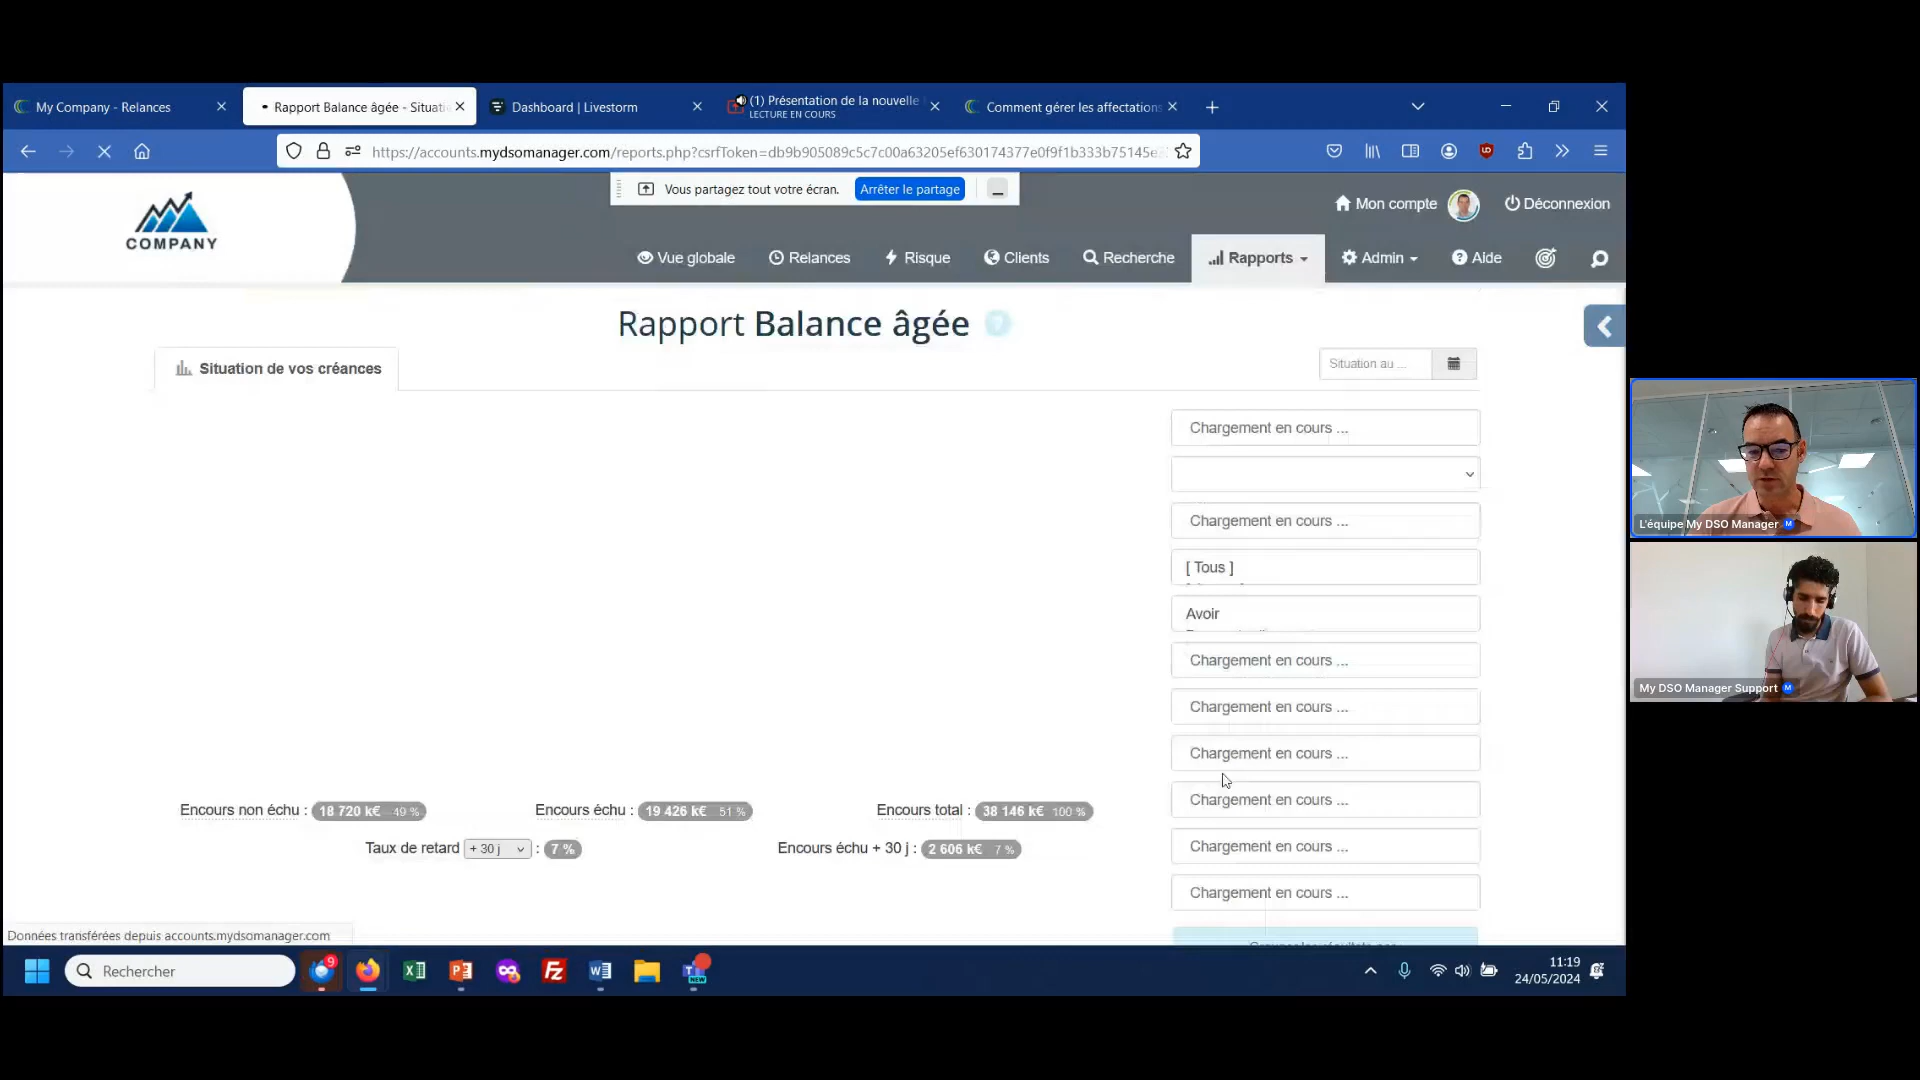 My Company - Relances
Rapport Balance âgée - Situati
Dashboard | Livestorm
(1) Présentation de la nouvelle
LECTURE EN COURS
Comment gérer les affectations
https://accounts.mydsomanager.com/reports.php?csrfToken=db9b905089c5c7c00a63205ef630174377e0f9f1b333b75145e
Vous partagez tout votre écran.
Arrêter le partage
COMPANY
Mon compte
Déconnexion
Vue globale
Relances
Risque
Clients
Recherche
Rapports
Admin
Aide
Rapport Balance âgée ?
Situation de vos créances
Situation au ...
Chargement en cours ...
Chargement en cours ...
[ Tous ]
Avoir
Chargement en cours ...
Chargement en cours ...
Chargement en cours ...
Chargement en cours ...
Chargement en cours ...
Chargement en cours ...
Encours non échu : 18 720 k€ 49 %
Encours échu : 19 426 k€ 51 %
Encours total : 38 146 k€ 100 %
Taux de retard + 30 j : 7 %
Encours échu + 30 j : 2 606 k€ 7 %
Données transférées depuis accounts.mydsomanager.com
Rechercher
9
NEW
11:19
24/05/2024
L'équipe My DSO Manager M
My DSO Manager Support M